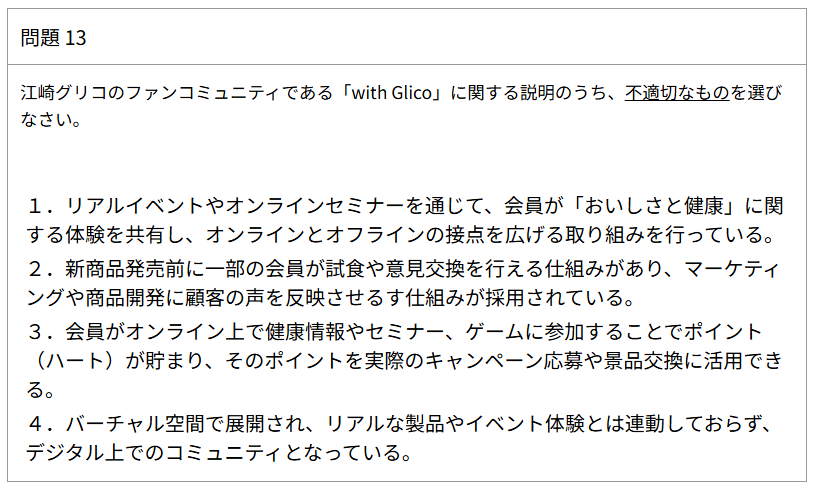 問題 13
江崎グリコのファンコミュニティである「with Glico」に関する説明のうち、不適切なものを選び
なさい。
１．リアルイベントやオンラインセミナーを通じて、会員が「おいしさと健康」に関
する体験を共有し、オンラインとオフラインの接点を広げる取り組みを行っている。
２．新商品発売前に一部の会員が試食や意見交換を行える仕組みがあり、マーケティ
ングや商品開発に顧客の声を反映させるす仕組みが採用されている。
３．会員がオンライン上で健康情報やセミナー、ゲームに参加することでポイント
（ハート）が貯まり、そのポイントを実際のキャンペーン応募や景品交換に活用でき
る。
４．バーチャル空間で展開され、リアルな製品やイベント体験とは連動しておらず、
デジタル上でのコミュニティとなっている。